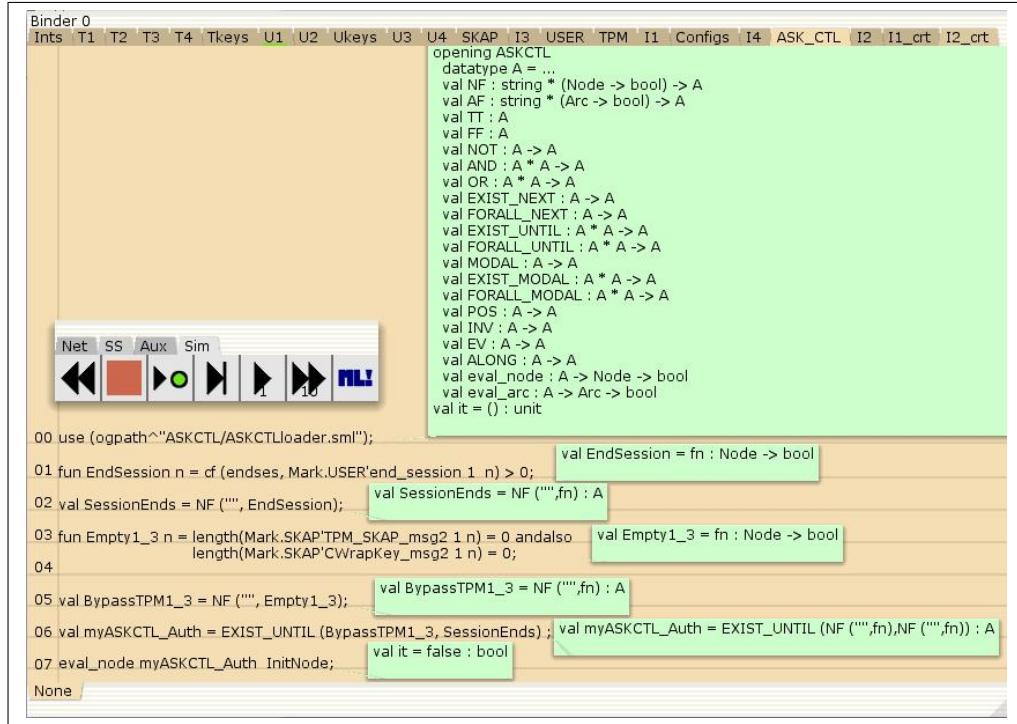 Binder 0
Ints T1 T2 T3 T4 Tkeys U1 U2 Ukeys U3 U4 SKAP I3 USER TPM I1 Configs I4 ASK_CTL I2 I1_crt I2_crt
opening ASKCTL
datatype A = ...
val NF : string * (Node -> bool) -> A
val AF : string * (Arc -> bool) -> A
val TT : A
val FF : A
val NOT : A -> A
val AND : A * A -> A
val OR : A * A -> A
val EXIST_NEXT : A -> A
val FORALL_NEXT : A -> A
val EXIST_UNTIL : A * A -> A
val FORALL_UNTIL : A * A -> A
val MODAL : A -> A
val EXIST_MODAL : A * A -> A
val FORALL_MODAL : A * A -> A
val POS : A -> A
val INV : A -> A
val EV : A -> A
val ALONG : A -> A
val eval_node : A -> Node -> bool
val eval_arc : A -> Arc -> bool
val it = () : unit
Net SS Aux Sim
1 10 ML!
00 use (ogpath^"ASKCTL/ASKCTLloader.sml");
01 fun EndSession n = cf (endses, Mark.USER'end_session 1 n) > 0;
val EndSession = fn : Node -> bool
02 val SessionEnds = NF ("", EndSession);
val SessionEnds = NF ("",fn) : A
03 fun Empty1_3 n = length(Mark.SKAP'TPM_SKAP_msg2 1 n) = 0 andalso
length(Mark.SKAP'CWrapKey_msg2 1 n) = 0;
val Empty1_3 = fn : Node -> bool
04
05 val BypassTPM1_3 = NF ("", Empty1_3);
val BypassTPM1_3 = NF ("",fn) : A
06 val myASKCTL_Auth = EXIST_UNTIL (BypassTPM1_3, SessionEnds) ;
val myASKCTL_Auth = EXIST_UNTIL (NF ("",fn),NF ("",fn)) : A
07 eval_node myASKCTL_Auth InitNode;
val it = false : bool
None